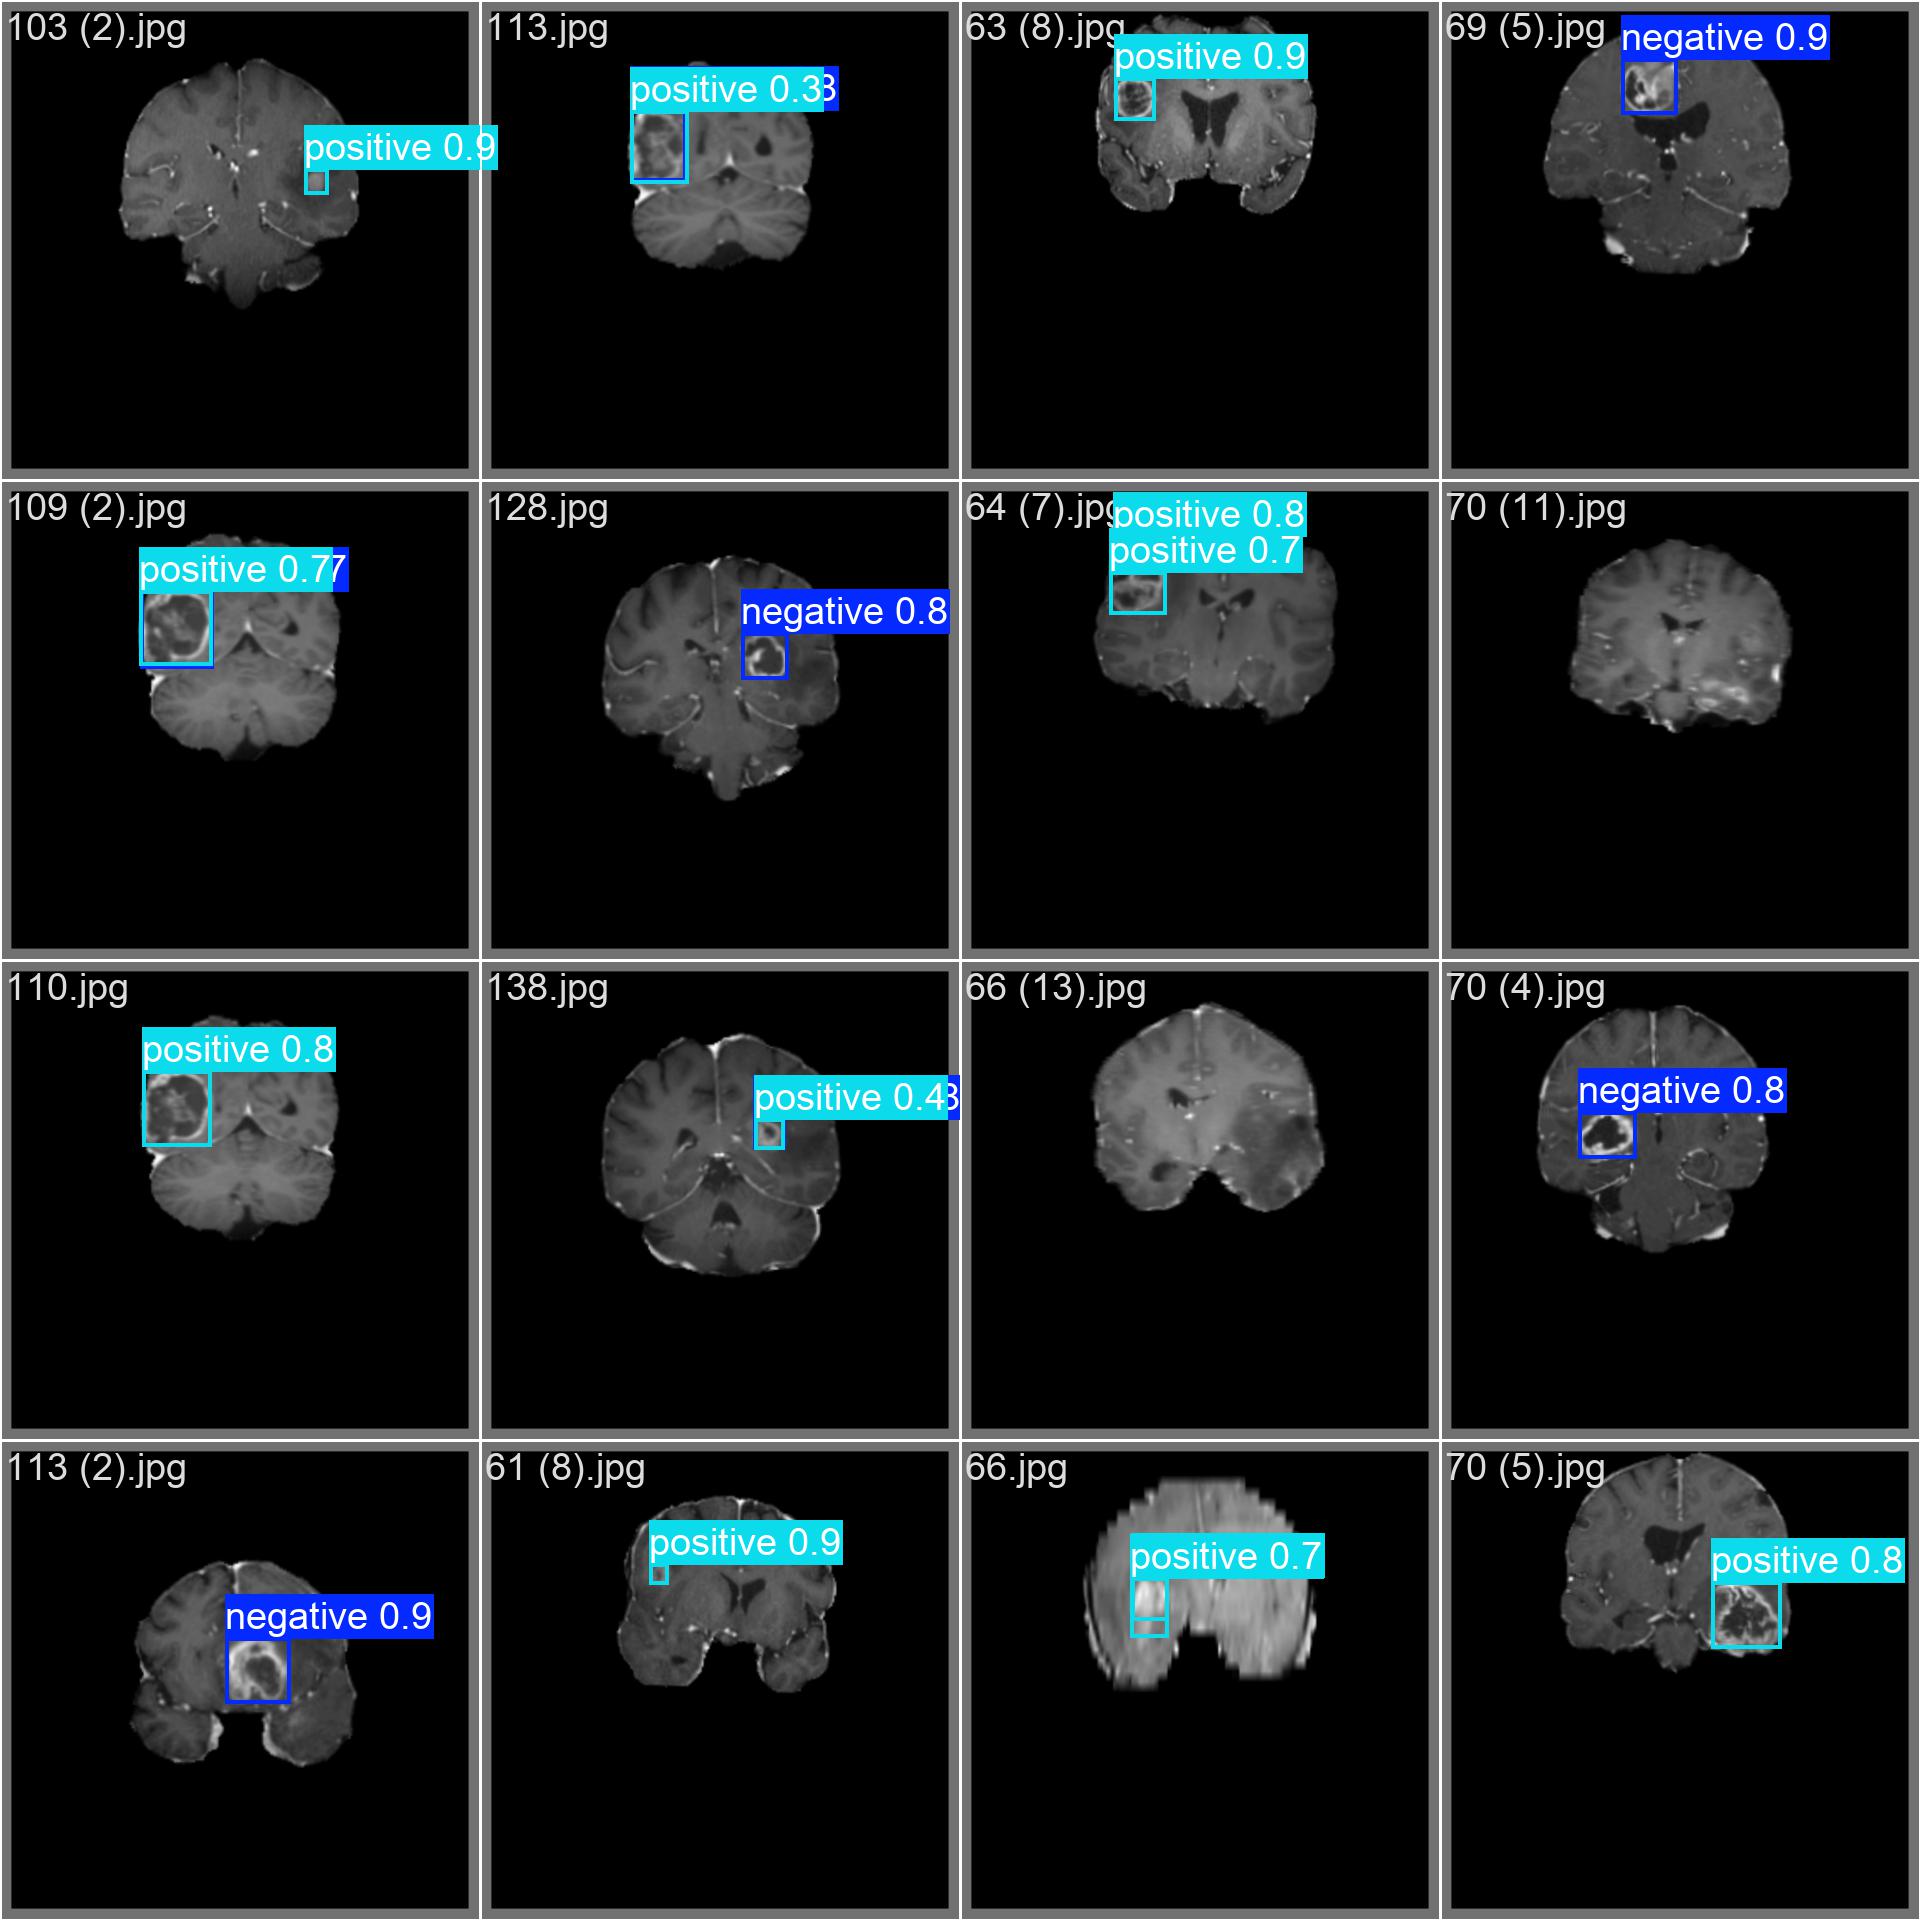 103 (2).jpg
positive 0.9
113.jpg
positive 0.3
63 (8).jpg
positive 0.9
69 (5).jpg
negative 0.9
109 (2).jpg
positive 0.7
128.jpg
negative 0.8
64 (7).jpg
positive 0.8
positive 0.7
70 (11).jpg
110.jpg
positive 0.8
138.jpg
positive 0.4
66 (13).jpg
70 (4).jpg
negative 0.8
113 (2).jpg
negative 0.9
61 (8).jpg
positive 0.9
66.jpg
positive 0.7
70 (5).jpg
positive 0.8